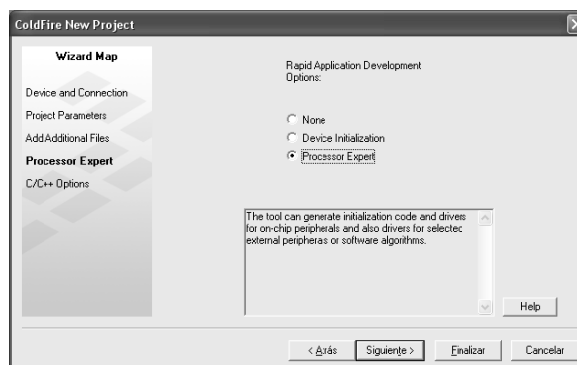 ColdFire New Project
Wizard Map
Device and Connection
Project Parameters
AddAdditional Files
Processor Expert
C/C++ Options
Rapid Application Development
Options:
None
Device Initialization
Processor Expert
The tool can generate initialization code and drivers
for on-chip peripherals and also drivers for selected
external peripheras or software algorithms.
Help
< Atrás
Siguiente >
Finalizar
Cancelar